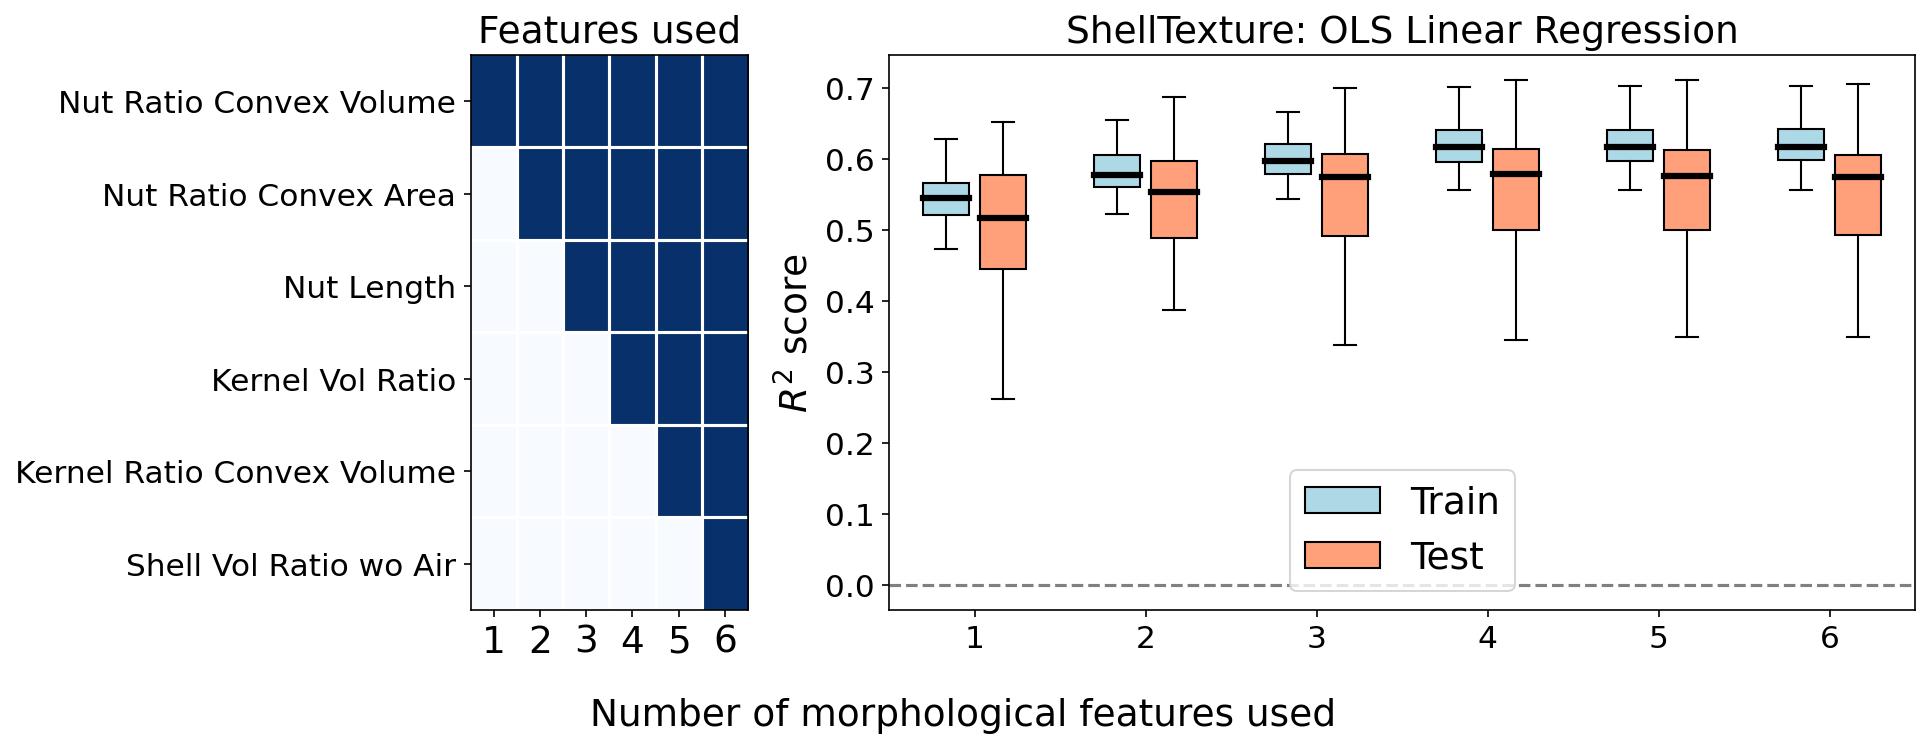 Features used
Nut Ratio Convex Volume
Nut Ratio Convex Area
Nut Length
Kernel Vol Ratio
Kernel Ratio Convex Volume
Shell Vol Ratio wo Air
1 2 3 4 5 6
ShellTexture: OLS Linear Regression
R² score
0.7
0.6
0.5
0.4
0.3
0.2
0.1
0.0
Train
Test
1 2 3 4 5 6
Number of morphological features used